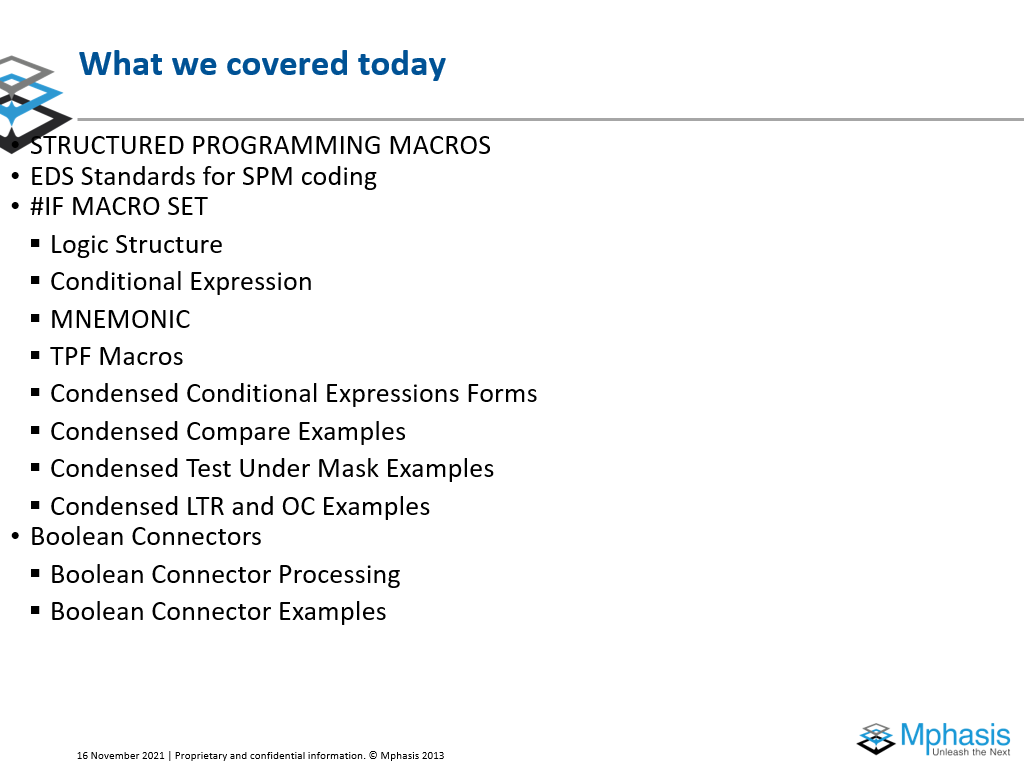 What we covered today
• STRUCTURED PROGRAMMING MACROS
• EDS Standards for SPM coding
• #IF MACRO SET
▪ Logic Structure
▪ Conditional Expression
▪ MNEMONIC
▪ TPF Macros
▪ Condensed Conditional Expressions Forms
▪ Condensed Compare Examples
▪ Condensed Test Under Mask Examples
▪ Condensed LTR and OC Examples
• Boolean Connectors
▪ Boolean Connector Processing
▪ Boolean Connector Examples
16 November 2021 | Proprietary and confidential information. © Mphasis 2013
Mphasis
Unleash the Next